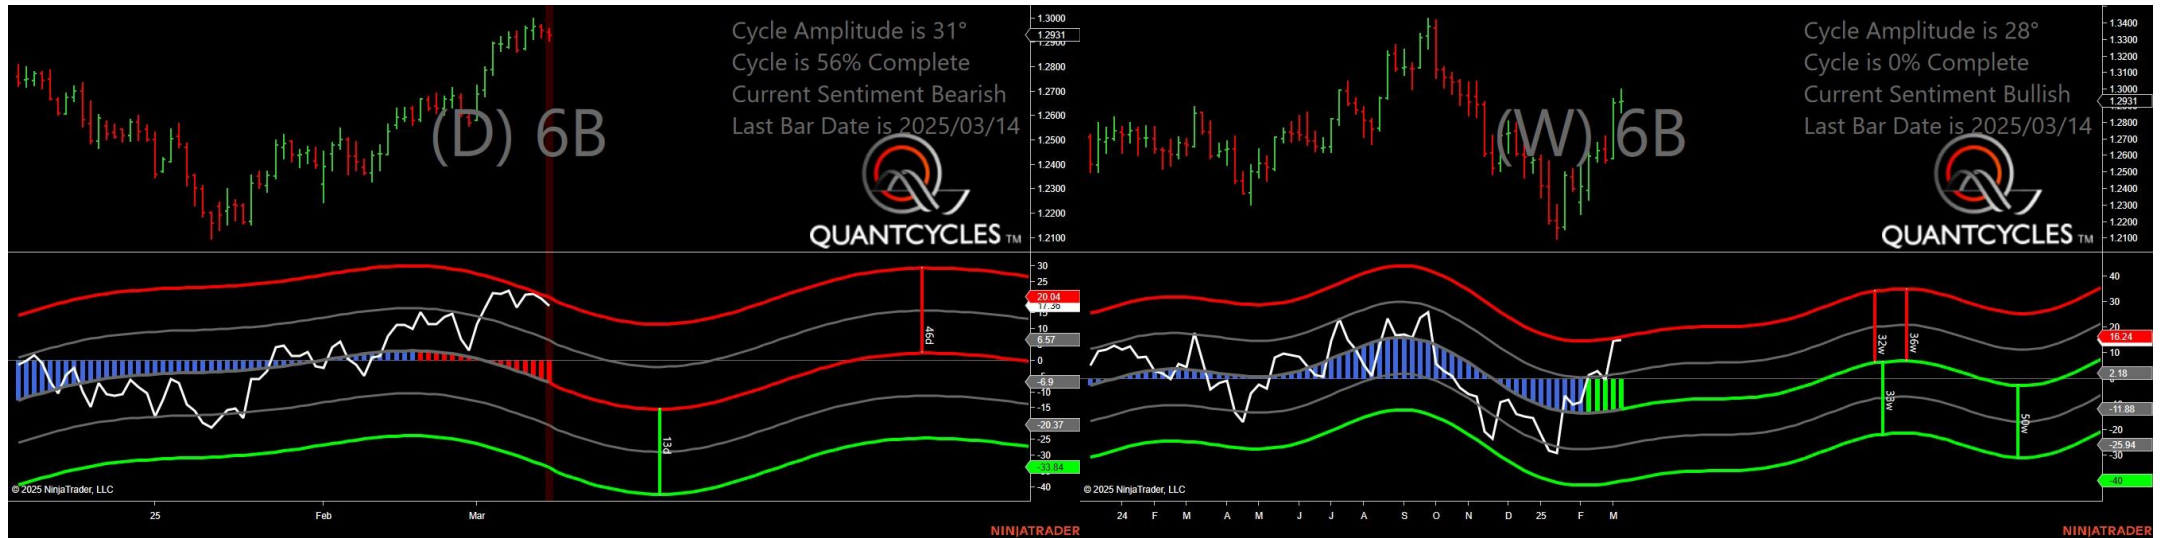 Cycle Amplitude is 31°
Cycle is 56% Complete
Current Sentiment Bearish
Last Bar Date is 2025/03/14
(D) 6B
QUANTCYCLES TM
1.3000
1.2931
1.2900
1.2800
1.2700
1.2600
1.2500
1.2400
1.2300
1.2200
1.2100
30
25
20.04
17.36
15
10
6.57
0
-6.9
-10
-15
-20.37
-25
-30
-33.84
-40
46d
13d
© 2025 NinjaTrader, LLC
25 Feb Mar
NINJATRADER
Cycle Amplitude is 28°
Cycle is 0% Complete
Current Sentiment Bullish
Last Bar Date is 2025/03/14
(W) 6B
QUANTCYCLES TM
1.3400
1.3300
1.3200
1.3100
1.3000
1.2931
1.2800
1.2700
1.2600
1.2500
1.2400
1.2300
1.2200
1.2100
40
30
20
16.24
10
2.18
-11.88
-20
-25.94
-30
-40
32w
36w
33w
50w
© 2025 NinjaTrader, LLC
24 F M A M J J A S O N D 25 F M
NINJATRADER